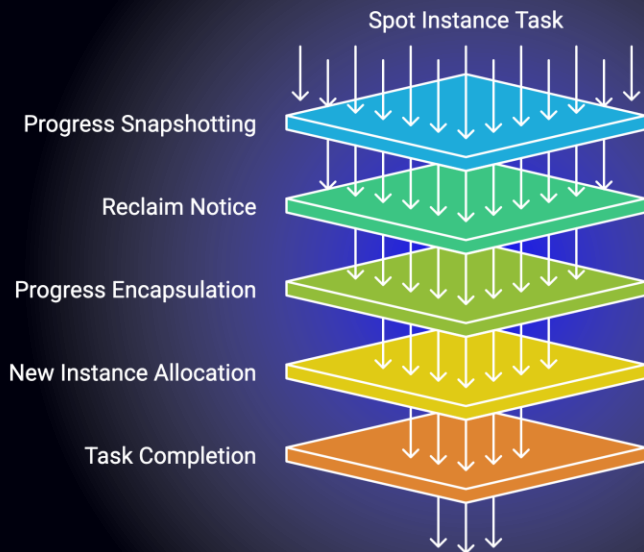 Spot Instance Task
Progress Snapshotting
Reclaim Notice
Progress Encapsulation
New Instance Allocation
Task Completion